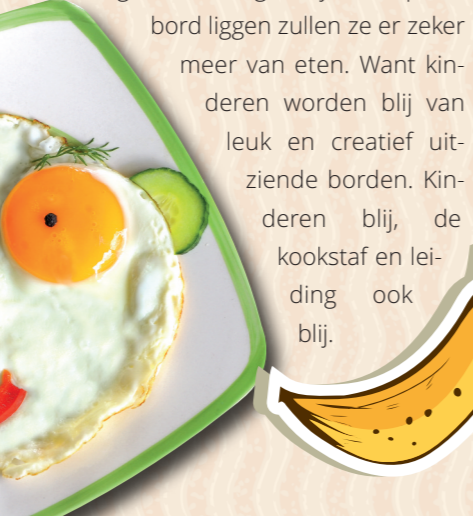 bord liggen zullen ze er zeker
meer van eten. Want kin-
deren worden blij van
leuk en creatief uit-
ziende borden. Kin-
deren blij, de
kookstaf en lei-
ding ook
blij.